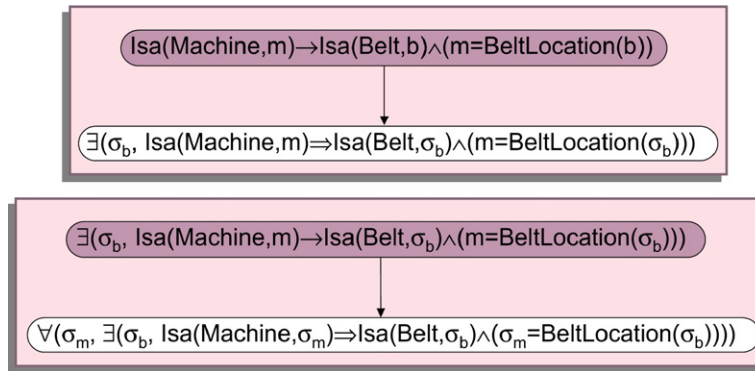 Isa(Machine,m)→Isa(Belt,b)∧(m=BeltLocation(b))
∃(σb, Isa(Machine,m)⇒Isa(Belt,σb)∧(m=BeltLocation(σb)))
∃(σb, Isa(Machine,m)→Isa(Belt,σb)∧(m=BeltLocation(σb)))
∀(σm, ∃(σb, Isa(Machine,σm)⇒Isa(Belt,σb)∧(σm=BeltLocation(σb))))